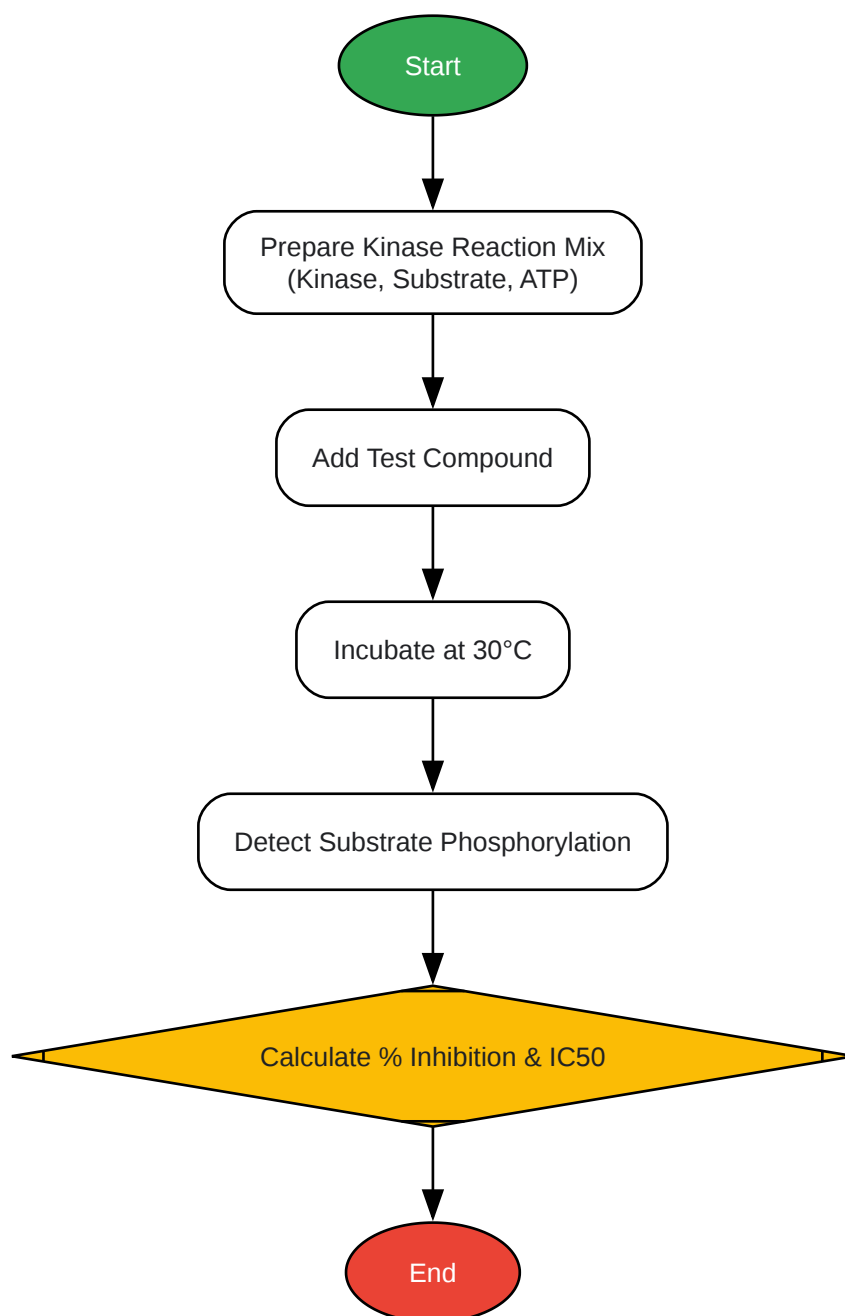 Start
Prepare Kinase Reaction Mix
(Kinase, Substrate, ATP)
Add Test Compound
Incubate at 30°C
Detect Substrate Phosphorylation
Calculate % Inhibition & IC50
End